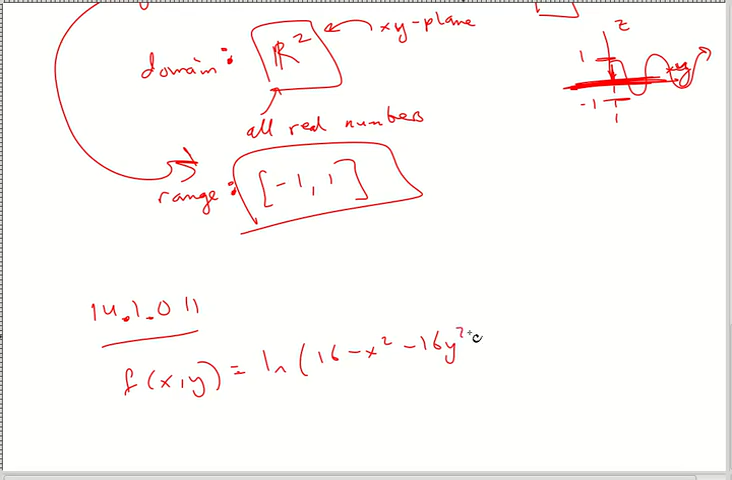 z
xy-plane
domain: ℝ²
1
xy
-1
all real numbers
range: [-1, 1]
14.1.011
f(x,y) = ln(16-x²-16y²